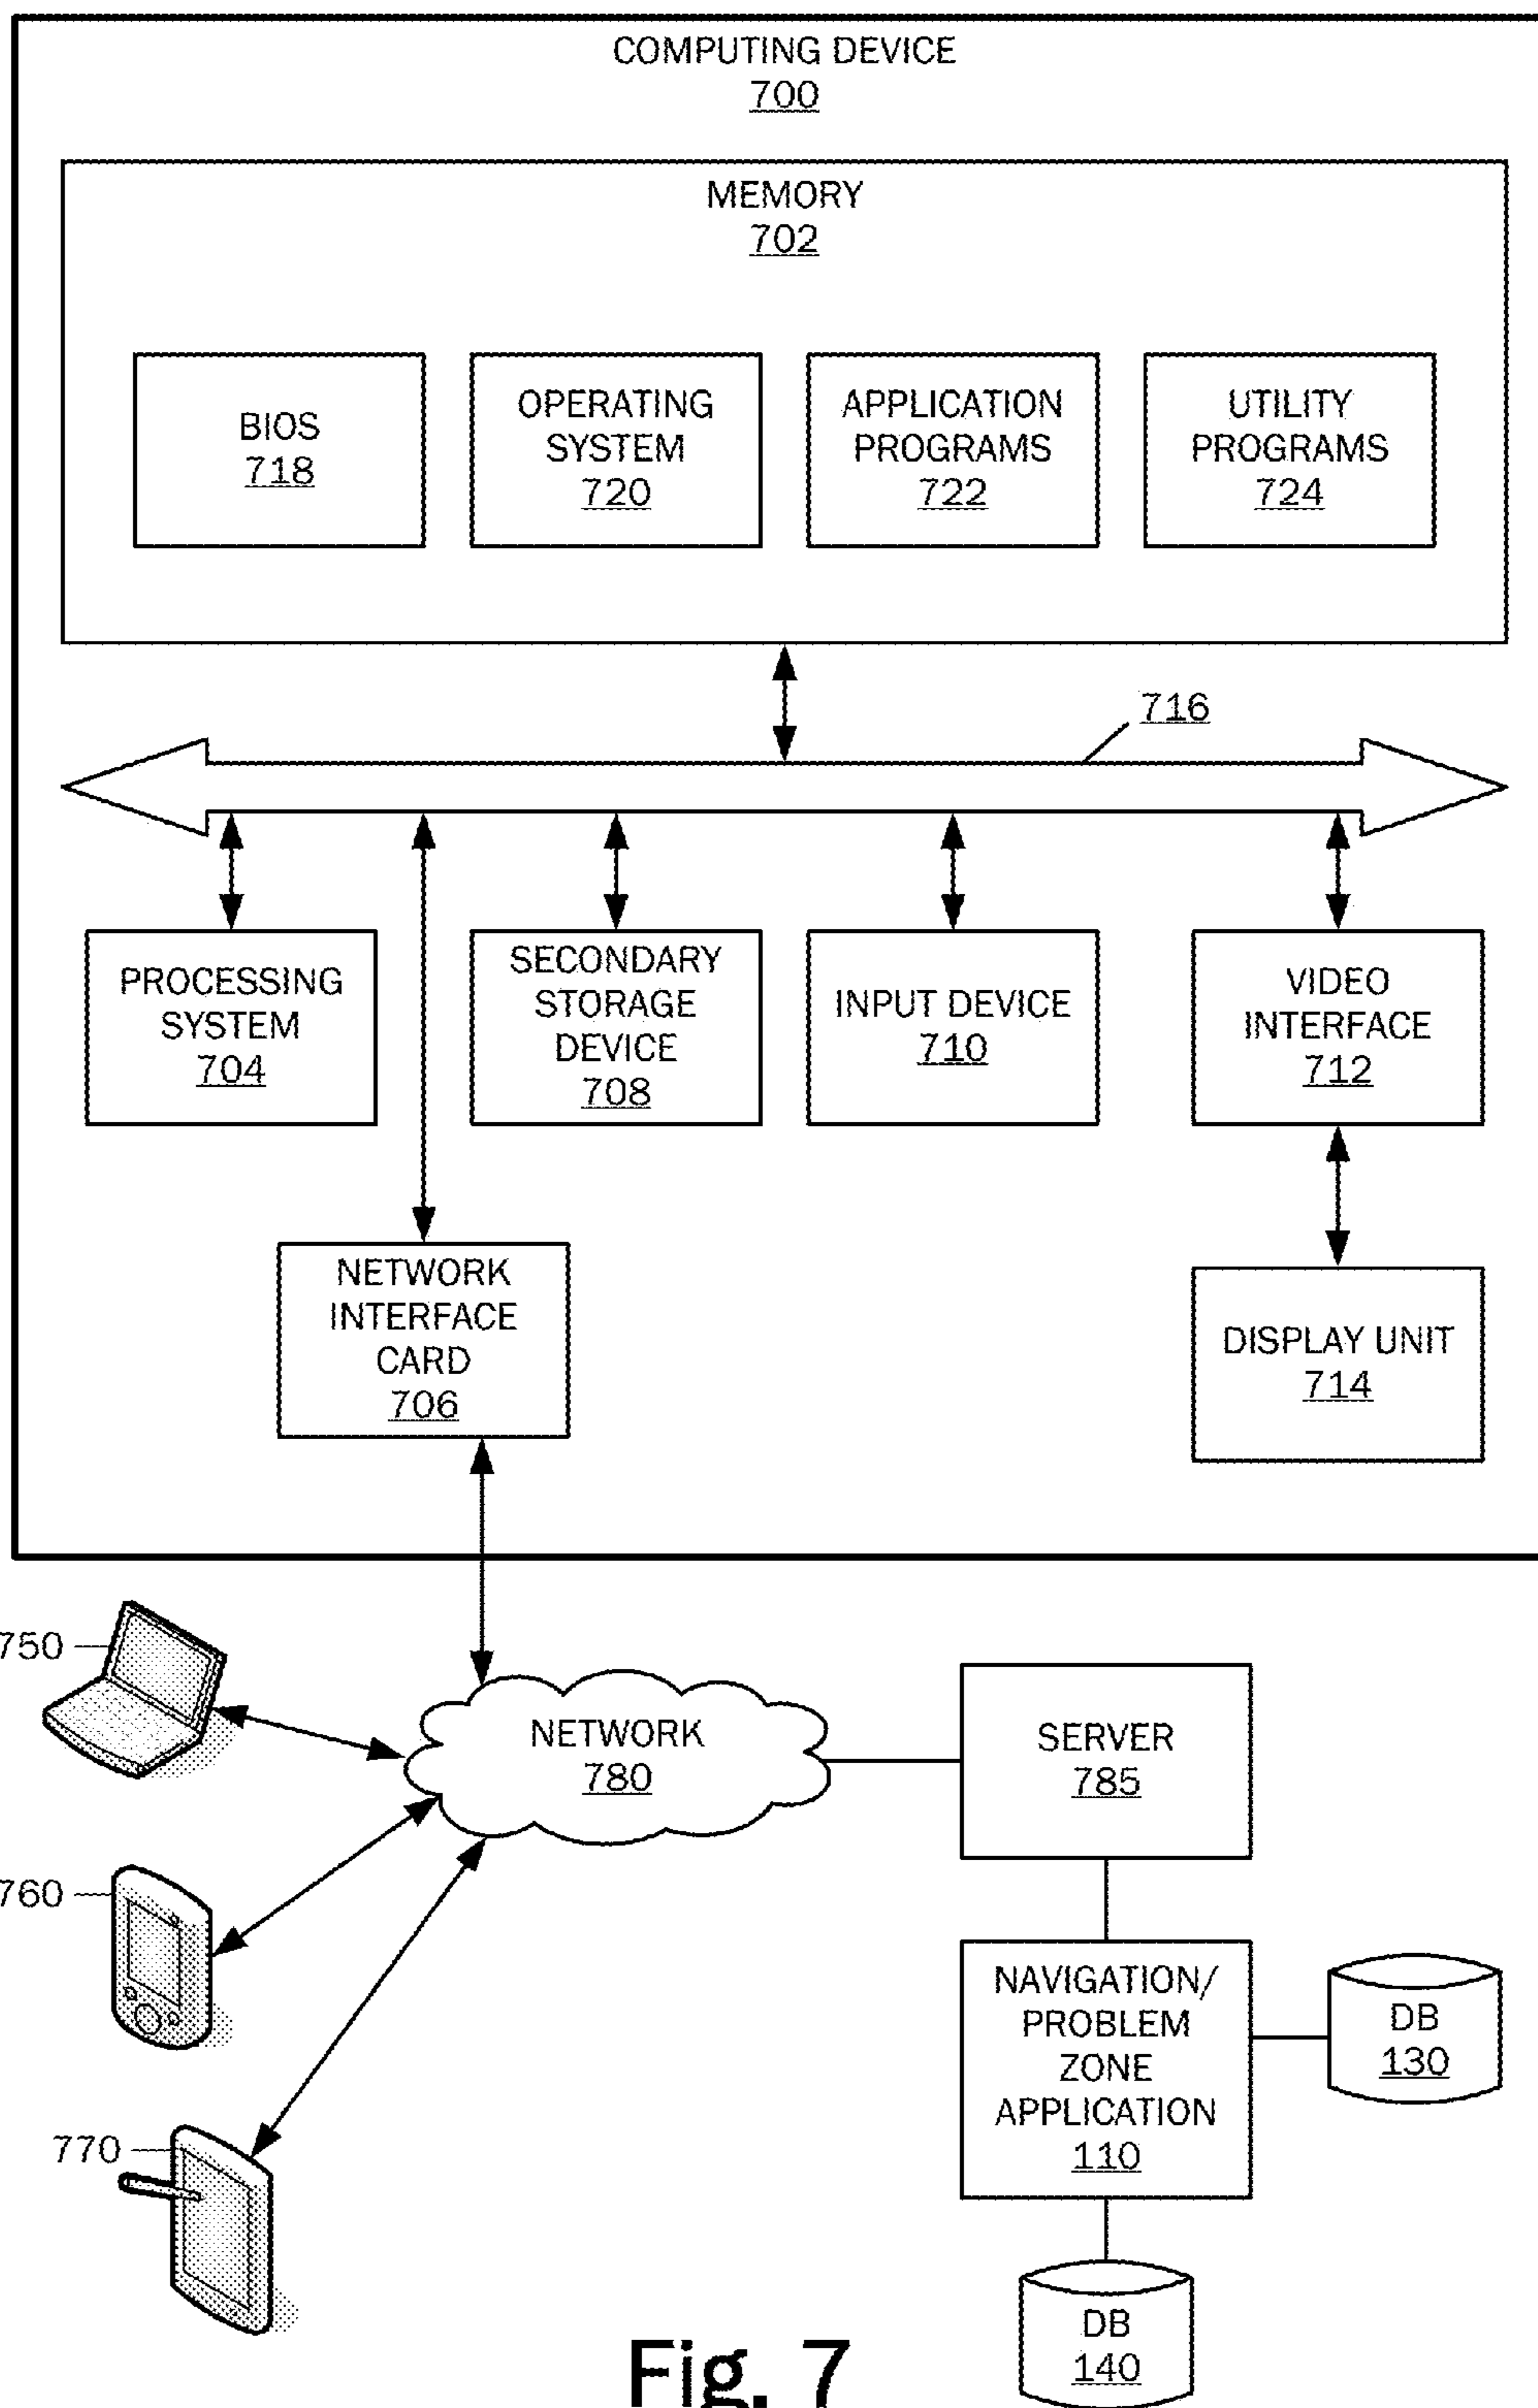 COMPUTING DEVICE
700
MEMORY
702
BIOS
718
OPERATING
SYSTEM
720
APPLICATION
PROGRAMS
722
UTILITY
PROGRAMS
724
716
PROCESSING
SYSTEM
704
SECONDARY
STORAGE
DEVICE
708
INPUT DEVICE
710
VIDEO
INTERFACE
712
NETWORK
INTERFACE
CARD
706
DISPLAY UNIT
714
750
NETWORK
780
SERVER
785
760
NAVIGATION/
PROBLEM
ZONE
APPLICATION
110
DB
130
770
DB
140
Fig. 7